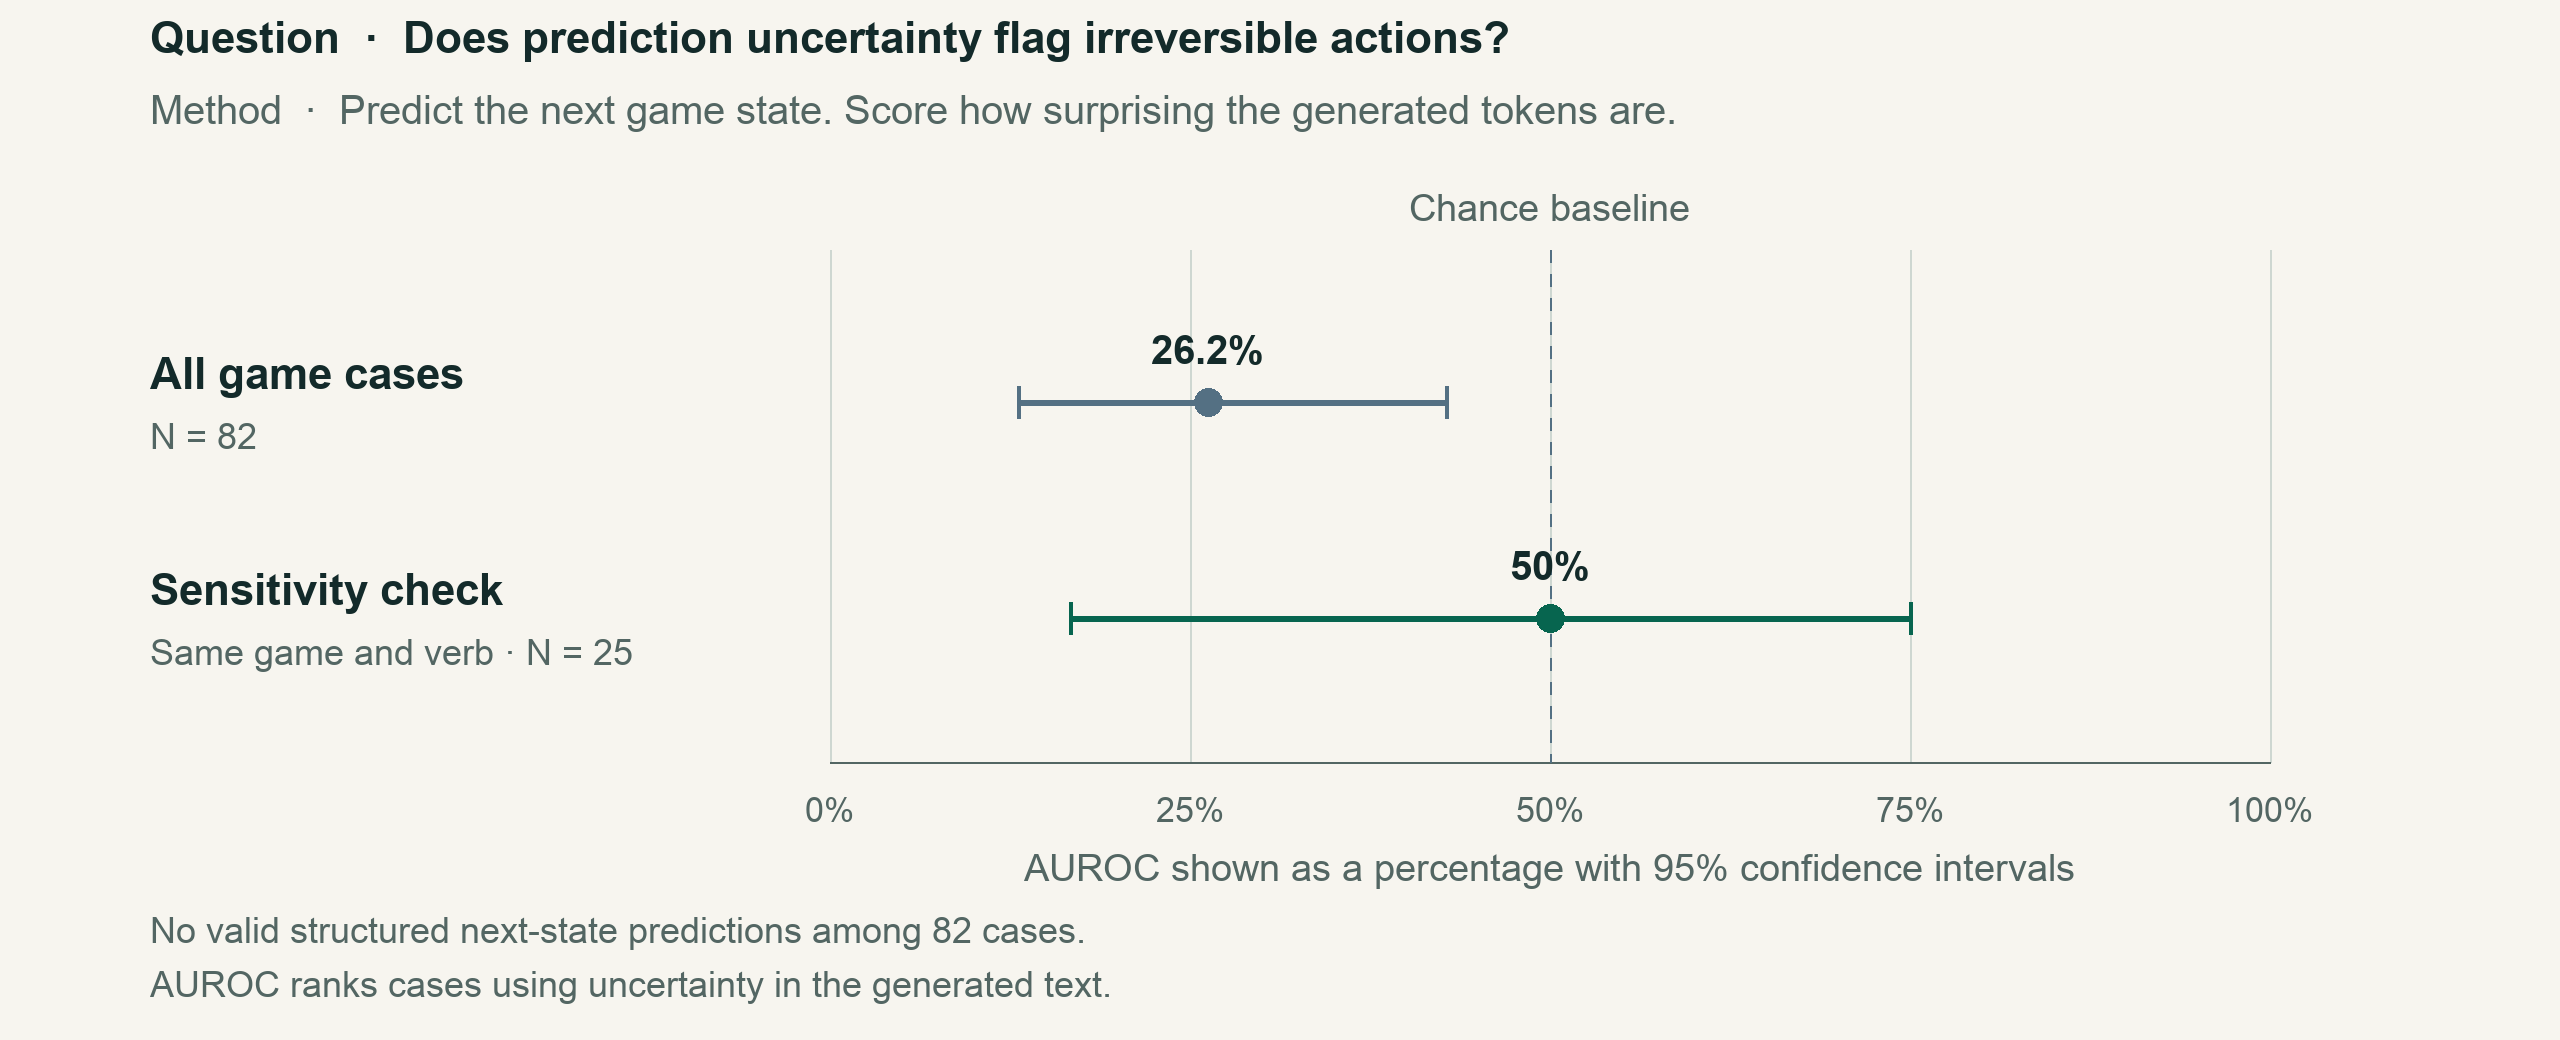 Question · Does prediction uncertainty flag irreversible actions?
Method · Predict the next game state. Score how surprising the generated tokens are.
Chance baseline
26.2%
All game cases
N = 82
50%
Sensitivity check
Same game and verb · N = 25
0% 25% 50% 75% 100%
AUROC shown as a percentage with 95% confidence intervals
No valid structured next-state predictions among 82 cases.
AUROC ranks cases using uncertainty in the generated text.